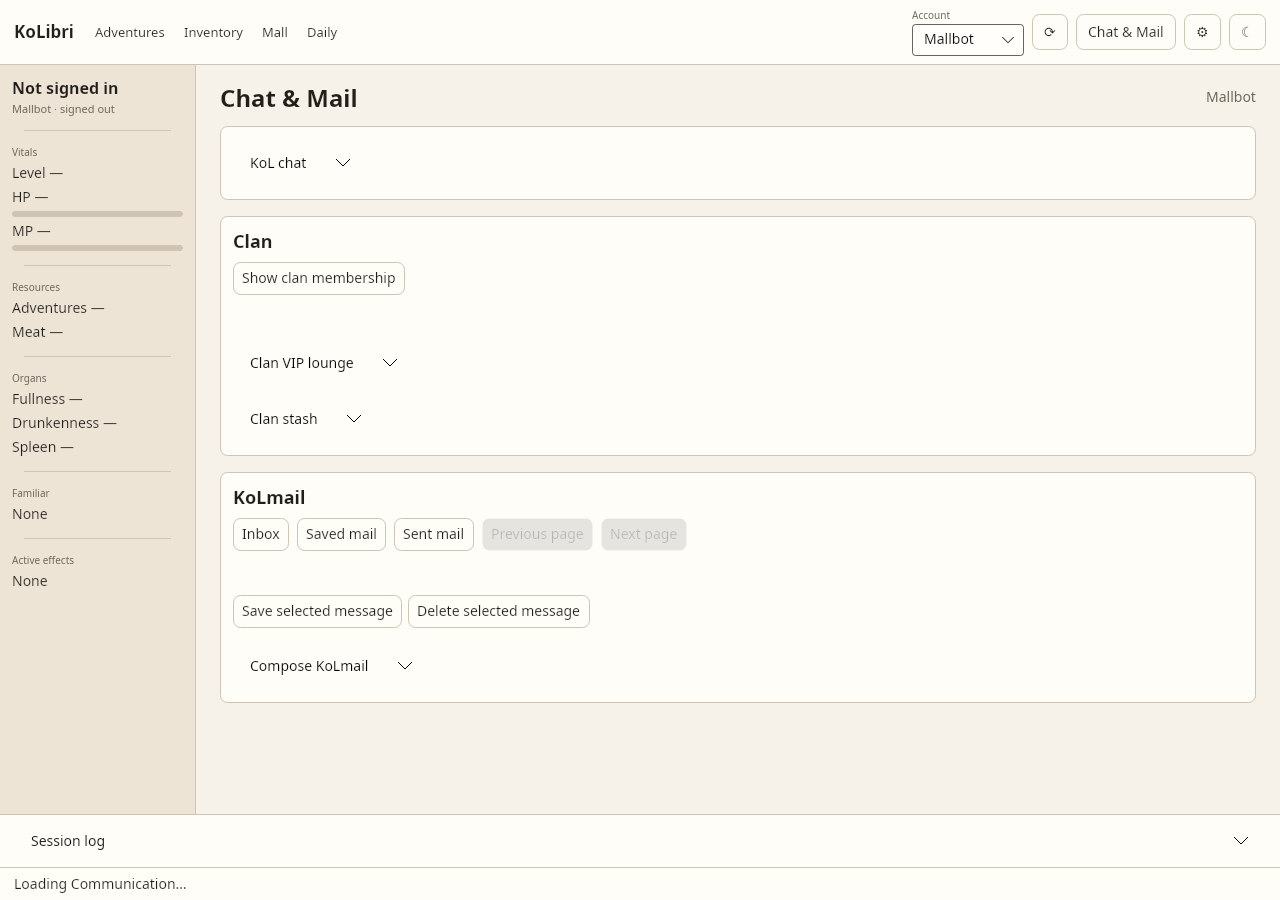 KoLibri Adventures Inventory Mall Daily
Account
Mallbot ⟳ Chat & Mail ⚙ ☾
Not signed in
Mallbot · signed out
Vitals
Level —
HP —
MP —
Resources
Adventures —
Meat —
Organs
Fullness —
Drunkenness —
Spleen —
Familiar
None
Active effects
None
Chat & Mail Mallbot
KoL chat
Clan
Show clan membership
Clan VIP lounge
Clan stash
KoLmail
Inbox Saved mail Sent mail Previous page Next page
Save selected message Delete selected message
Compose KoLmail
Session log
Loading Communication...